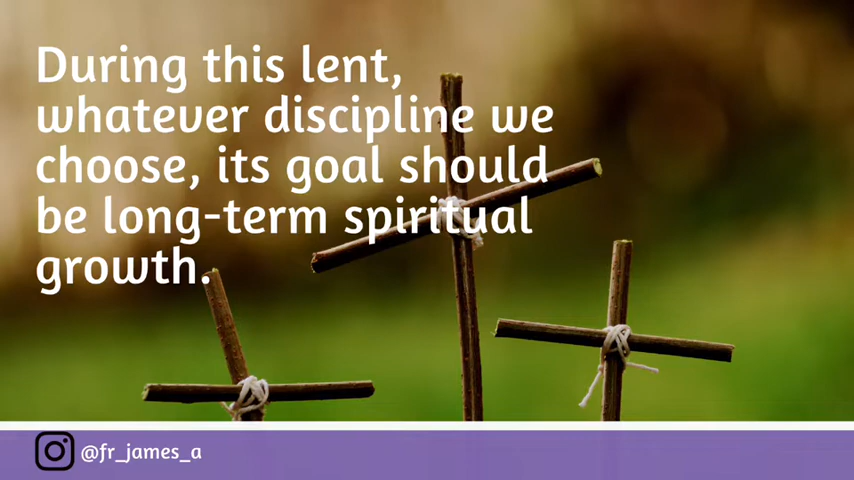 During this lent,
whatever discipline we
choose, its goal should
be long-term spiritual
growth.
@fr_james_a